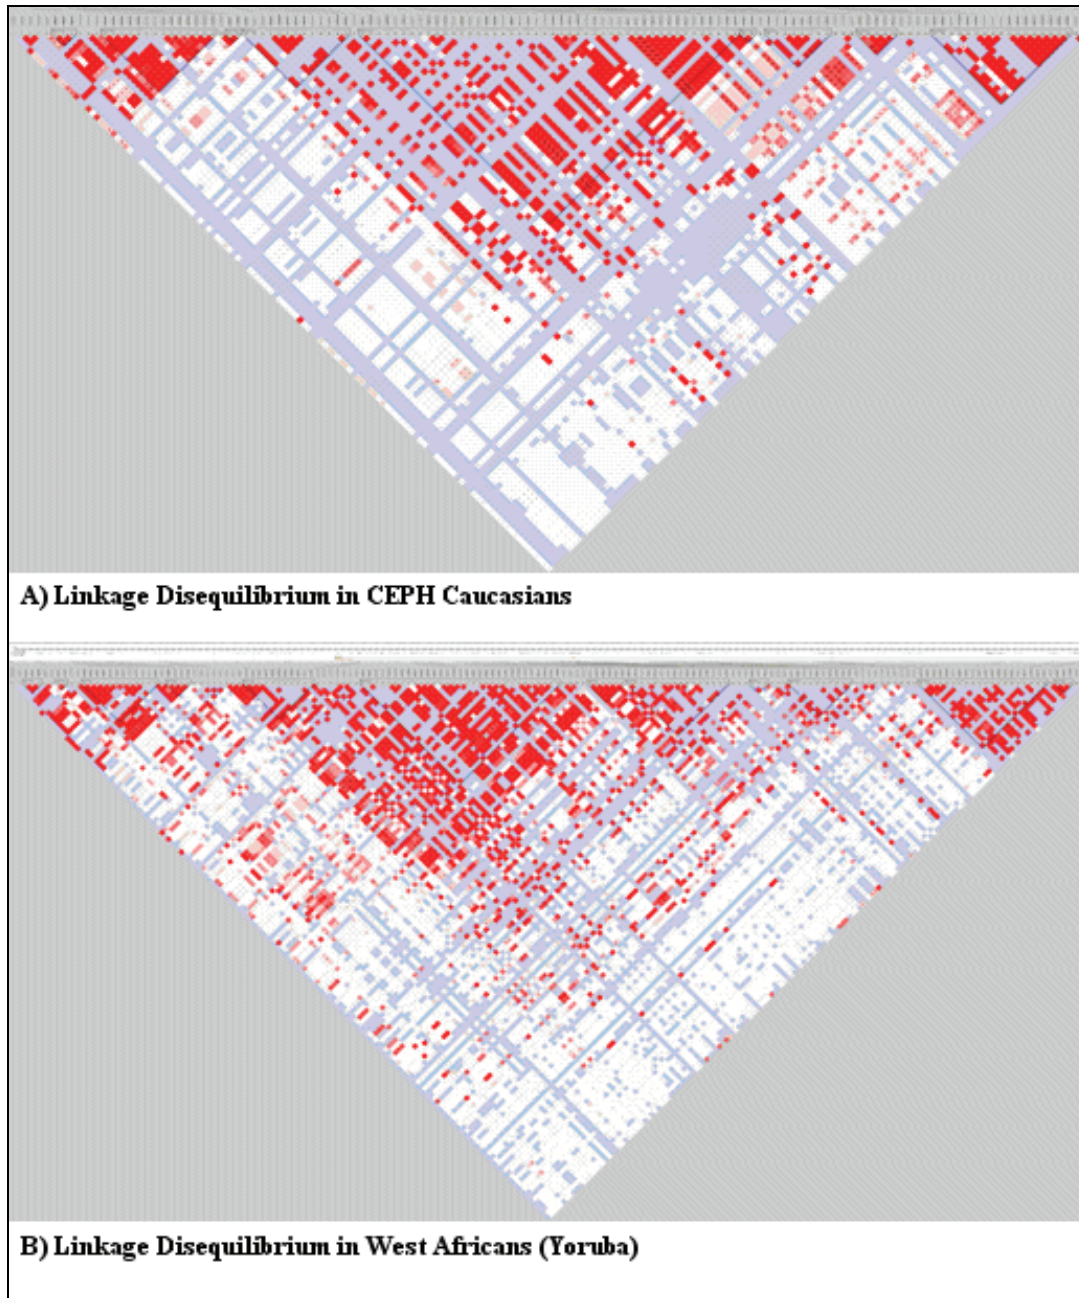 A) Linkage Disequilibrium in CEPH Caucasians
B) Linkage Disequilibrium in West Africans (Yoruba)